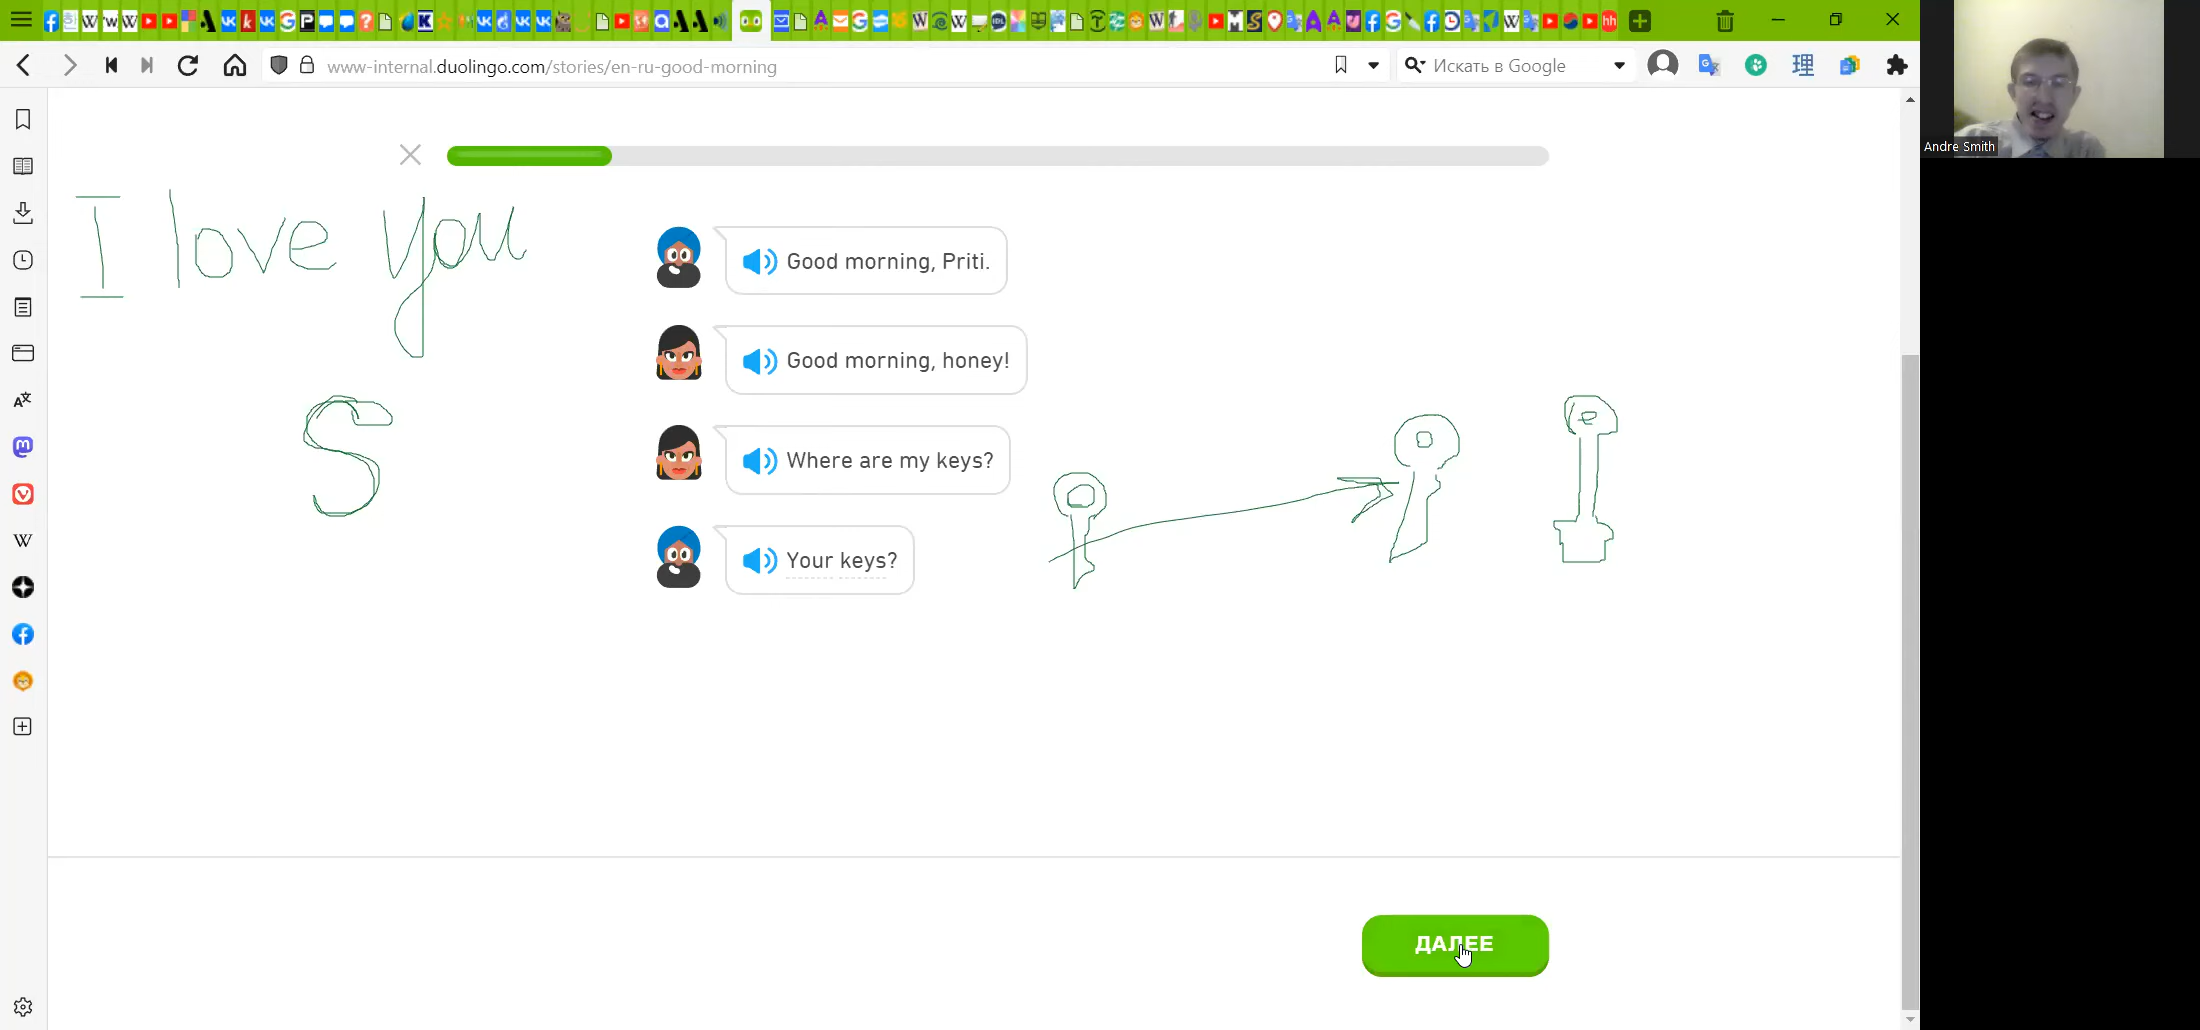 www-internal.duolingo.com/stories/en-ru-good-morning
Искать в Google
Andre Smith
I love you
Good morning, Priti.
Good morning, honey!
S
Where are my keys?
Your keys?
ДАЛЕЕ